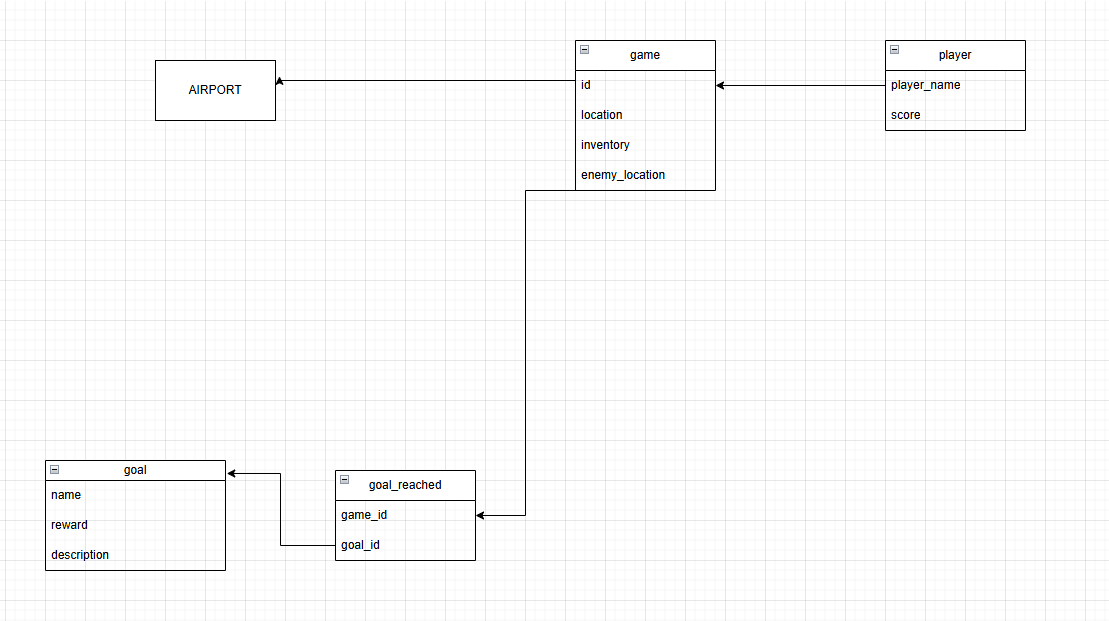 AIRPORT
game
id
location
inventory
enemy_location
player
player_name
score
goal
name
reward
description
goal_reached
game_id
goal_id